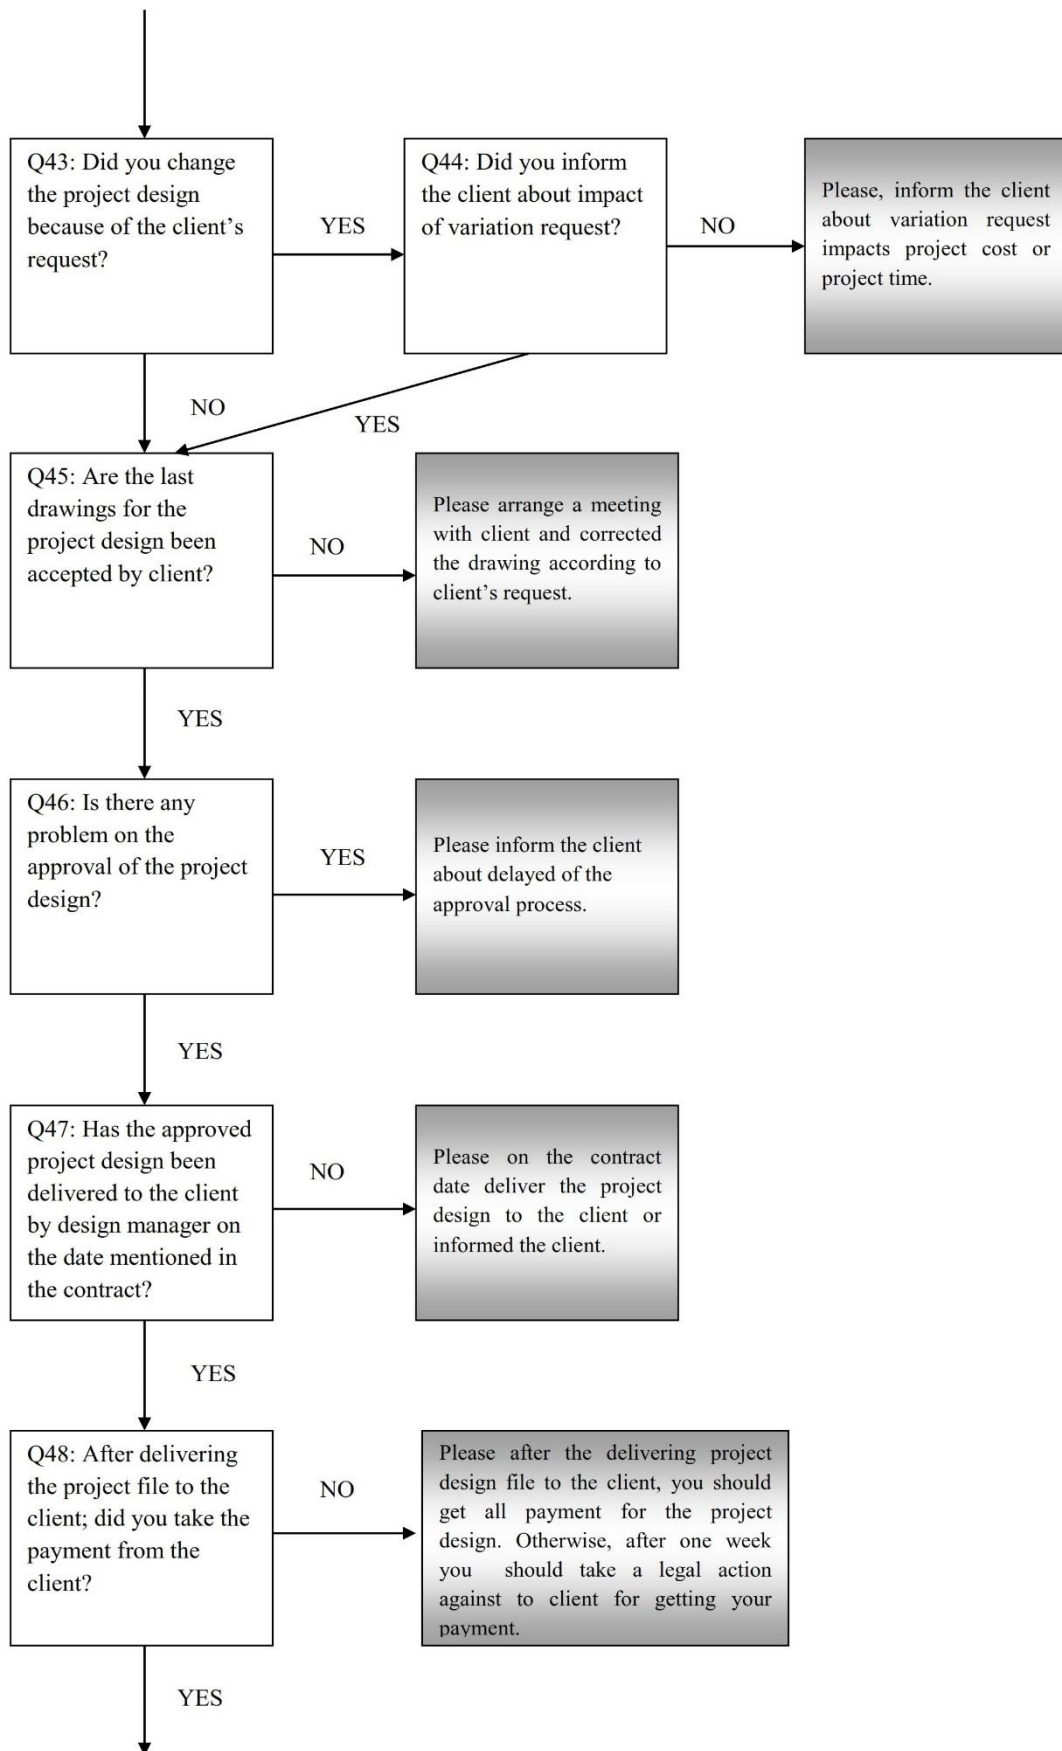 Q43: Did you change
the project design
because of the client’s
request?
YES
Q44: Did you inform
the client about impact
of variation request?
NO
Please, inform the client
about variation request
impacts project cost or
project time.
NO
YES
Q45: Are the last
drawings for the
project design been
accepted by client?
NO
Please arrange a meeting
with client and corrected
the drawing according to
client’s request.
YES
Q46: Is there any
problem on the
approval of the project
design?
YES
Please inform the client
about delayed of the
approval process.
YES
Q47: Has the approved
project design been
delivered to the client
by design manager on
the date mentioned in
the contract?
NO
Please on the contract
date deliver the project
design to the client or
informed the client.
YES
Q48: After delivering
the project file to the
client; did you take the
payment from the
client?
NO
Please after the delivering project
design file to the client, you should
get all payment for the project
design. Otherwise, after one week
you should take a legal action
against to client for getting your
payment.
YES